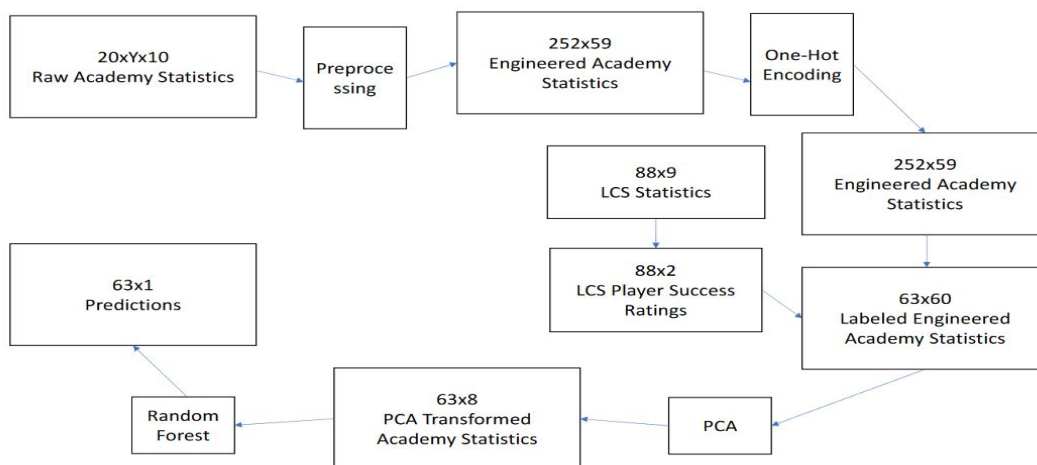 20xYx10
Raw Academy Statistics
Preproce
ssing
252x59
Engineered Academy
Statistics
One-Hot
Encoding
252x59
Engineered Academy
Statistics
88x9
LCS Statistics
88x2
LCS Player Success
Ratings
63x60
Labeled Engineered
Academy Statistics
PCA
63x8
PCA Transformed
Academy Statistics
Random
Forest
63x1
Predictions